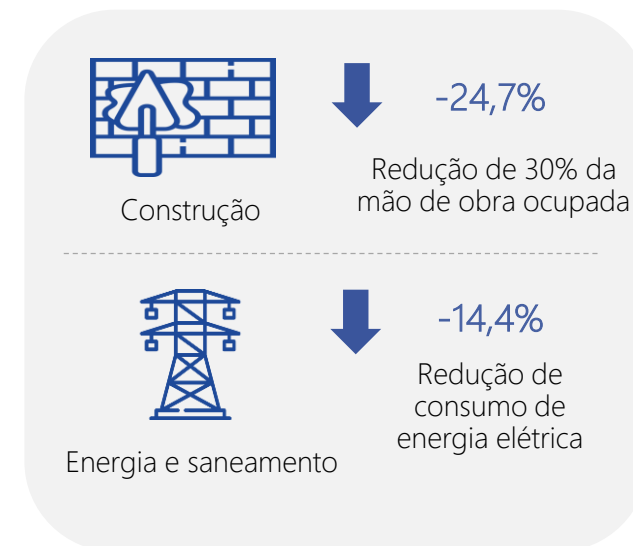 -24,7%
Redução de 30% da
mão de obra ocupada
Construção
-14,4%
Redução de
consumo de
energia elétrica
Energia e saneamento